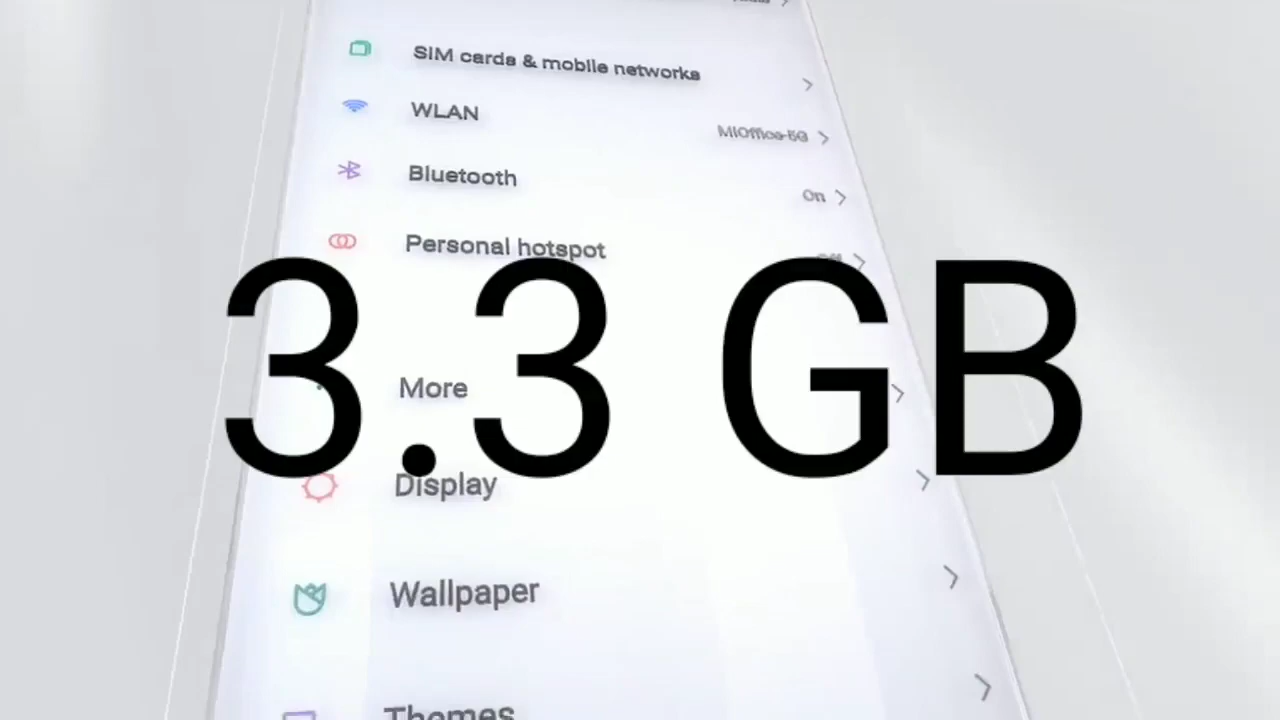 SIM cards & mobile networks
WLAN
MIOffice-5G
Bluetooth
On
Personal hotspot
3.3 GB
More
Display
Wallpaper
Themes